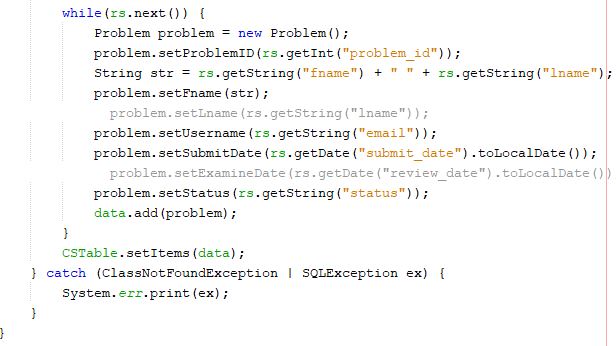 while(rs.next()) {
Problem problem = new Problem();
problem.setProblemID(rs.getInt("problem_id"));
String str = rs.getString("fname") + " " + rs.getString("lname");
problem.setFname(str);
problem.setLname(rs.getString("lname"));
problem.setUsername(rs.getString("email"));
problem.setSubmitDate(rs.getDate("submit_date").toLocalDate());
problem.setExamineDate(rs.getDate("review_date").toLocalDate())
problem.setStatus(rs.getString("status"));
data.add(problem);
}
CSTable.setItems(data);
} catch (ClassNotFoundException | SQLException ex) {
System.err.print(ex);
}
}